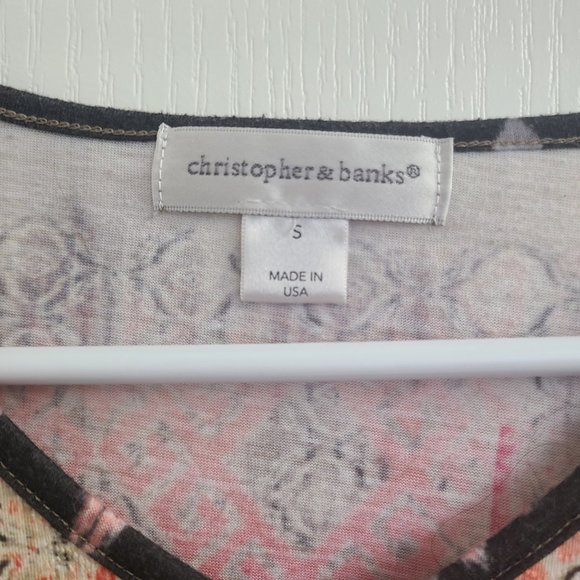 christopher & banks®
S
MADE IN
USA